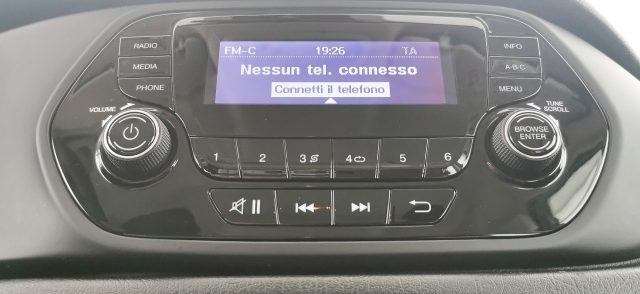 FM-C 19:26 TA
Nessun tel. connesso
Connetti il telefono
RADIO
MEDIA
PHONE
INFO
A-B-C
MENU
VOLUME
TUNE
SCROLL
BROWSE
ENTER
1 2 3 4 5 6